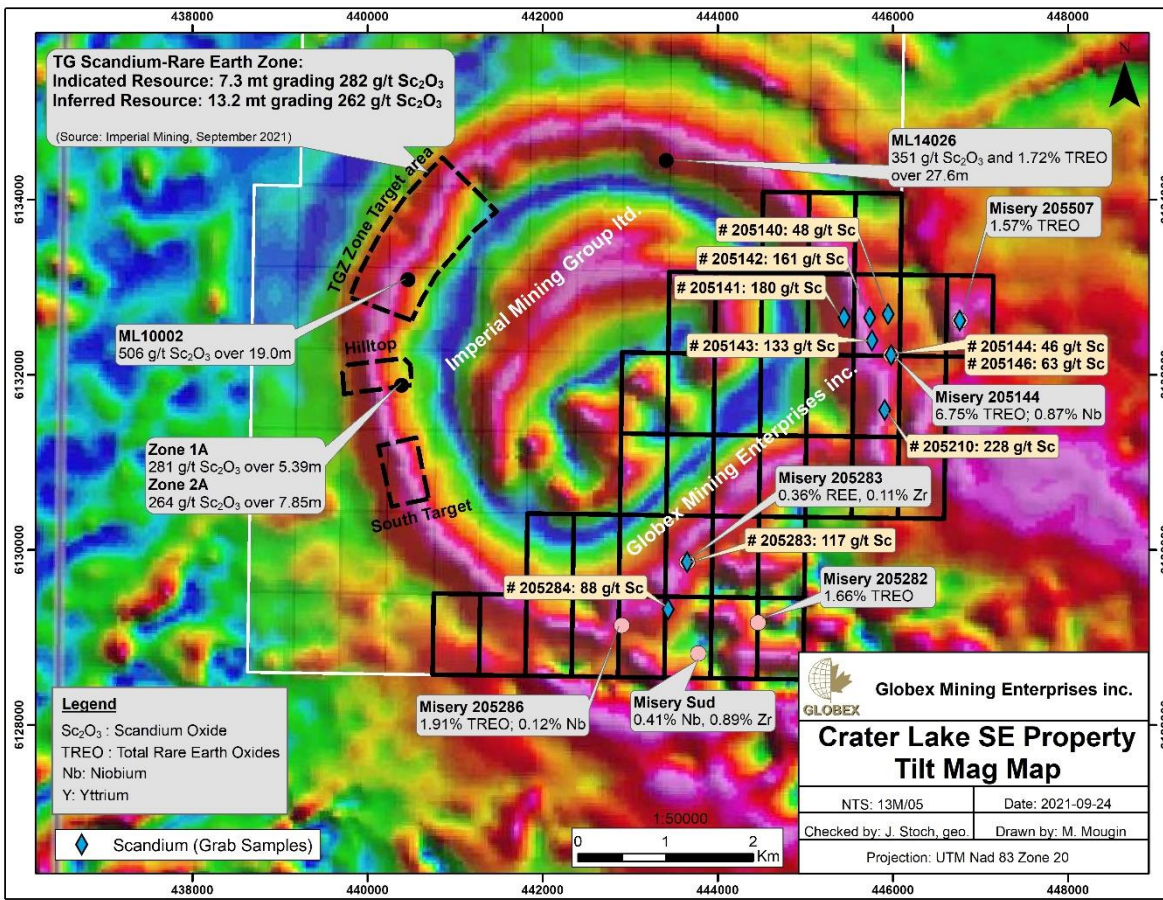 438000 440000 442000 444000 446000 448000
TG Scandium-Rare Earth Zone:
Indicated Resource: 7.3 mt grading 282 g/t Sc₂O₃
Inferred Resource: 13.2 mt grading 262 g/t Sc₂O₃
(Source: Imperial Mining, September 2021)
N
ML14026
351 g/t Sc₂O₃ and 1.72% TREO
over 27.6m
6134000
6132000
6130000
6128000
TGZ Zone Target area
Imperial Mining Group ltd.
# 205140: 48 g/t Sc
# 205142: 161 g/t Sc
# 205141: 180 g/t Sc
# 205143: 133 g/t Sc
Misery 205507
1.57% TREO
ML10002
506 g/t Sc₂O₃ over 19.0m
Hilltop
# 205144: 46 g/t Sc
# 205146: 63 g/t Sc
Misery 205144
6.75% TREO; 0.87% Nb
# 205210: 228 g/t Sc
Zone 1A
281 g/t Sc₂O₃ over 5.39m
Zone 2A
264 g/t Sc₂O₃ over 7.85m
South Target
Globex Mining Enterprises inc.
Misery 205283
0.36% REE, 0.11% Zr
# 205283: 117 g/t Sc
# 205284: 88 g/t Sc
Misery 205282
1.66% TREO
Misery 205286
1.91% TREO; 0.12% Nb
Misery Sud
0.41% Nb, 0.89% Zr
Legend
Sc₂O₃ : Scandium Oxide
TREO : Total Rare Earth Oxides
Nb: Niobium
Y: Yttrium
Scandium (Grab Samples)
1:50000
0 1 2
Km
GLOBEX
Globex Mining Enterprises inc.
Crater Lake SE Property
Tilt Mag Map
NTS: 13M/05
Date: 2021-09-24
Checked by: J. Stoch, geo.
Drawn by: M. Mougin
Projection: UTM Nad 83 Zone 20
438000 440000 442000 444000 446000 448000